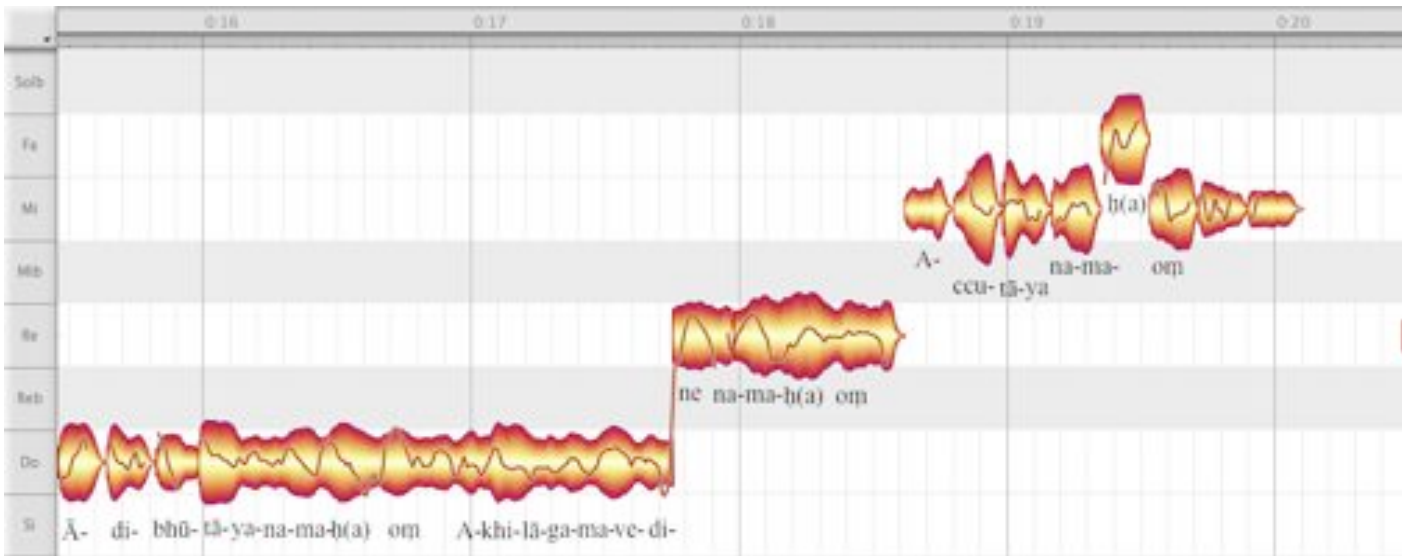 0:16 0:17 0:18 0:19 0:20
Solb
Fa
Mi
Mib
Re
Reb
Do
Si
ḥ(a)
A- na-ma- oṃ
ccu- tā-ya
ne na-ma-ḥ(a) oṃ
Ā- di- bhū- tā-ya-na-ma-ḥ(a) oṃ A-khi-lā-ga-ma-ve-di-